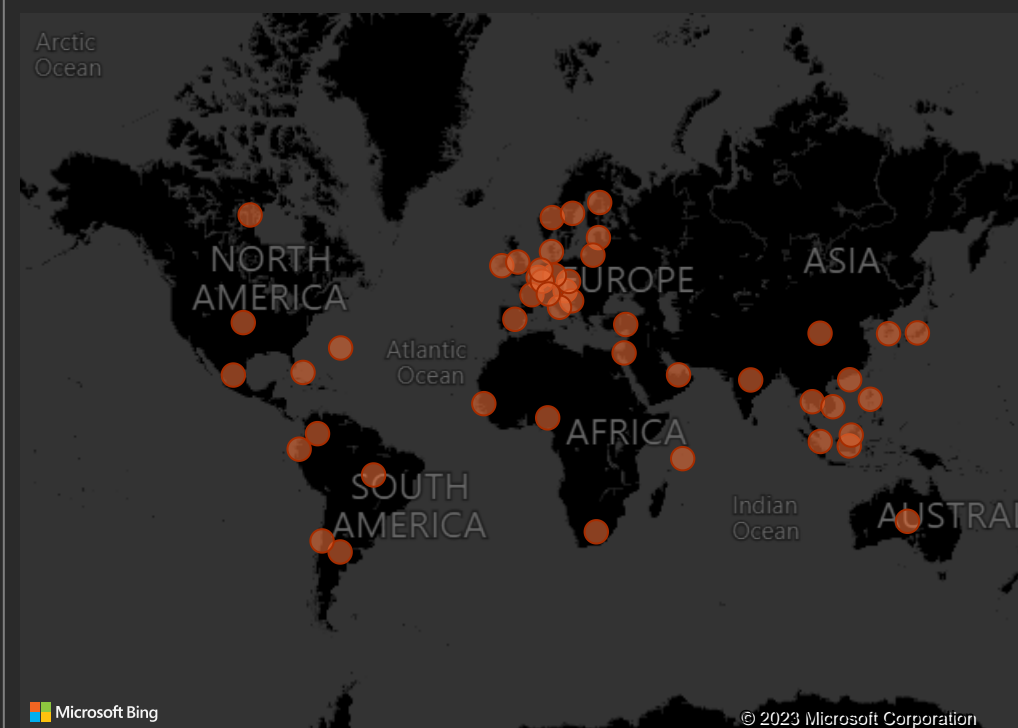 Arctic
Ocean
NORTH
AMERICA
EUROPE
ASIA
Atlantic
Ocean
AFRICA
SOUTH
AMERICA
Indian
Ocean
AUSTRAL
Microsoft Bing
© 2023 Microsoft Corporation